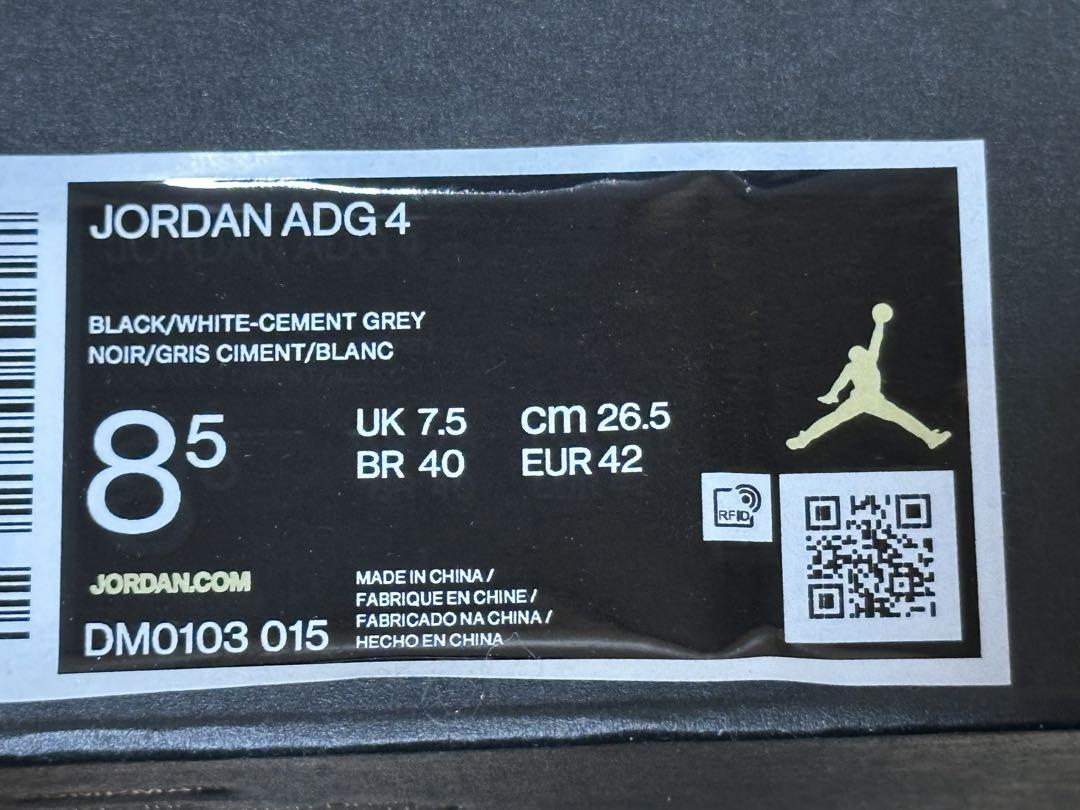 JORDAN ADG 4
BLACK/WHITE-CEMENT GREY
NOIR/GRIS CIMENT/BLANC
8 5
UK 7.5 cm 26.5
BR 40 EUR 42
RFID
JORDAN.COM
DM0103 015
MADE IN CHINA /
FABRIQUE EN CHINE /
FABRICADO NA CHINA /
HECHO EN CHINA